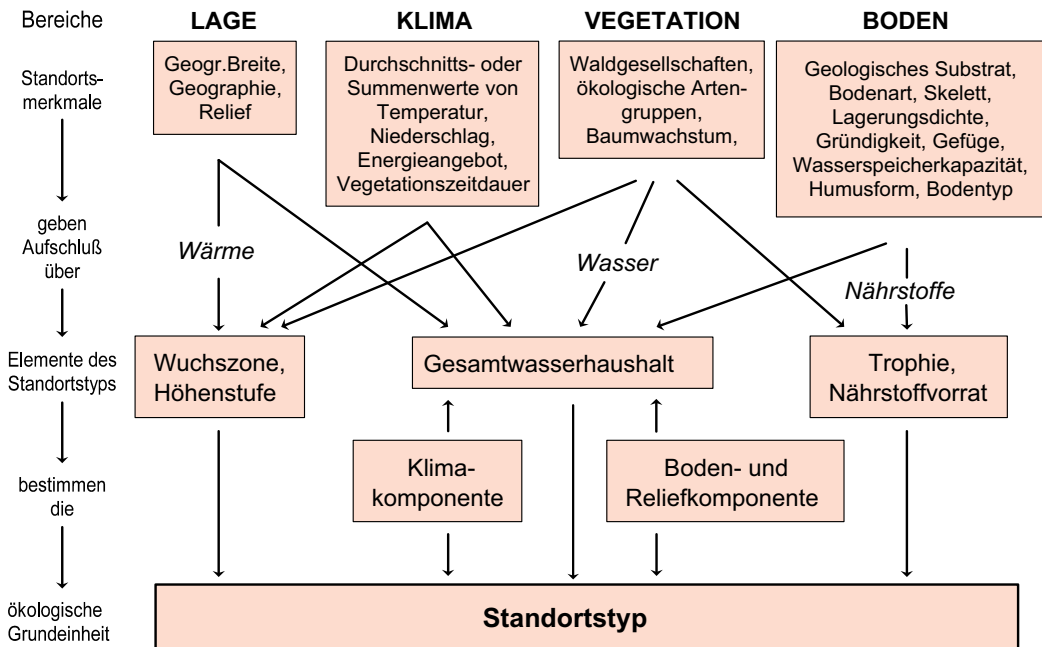 Bereiche
LAGE
KLIMA
VEGETATION
BODEN
Standorts-
merkmale
Geogr.Breite,
Geographie,
Relief
Durchschnitts- oder
Summenwerte von
Temperatur,
Niederschlag,
Energieangebot,
Vegetationszeitdauer
Waldgesellschaften,
ökologische Arten-
gruppen,
Baumwachstum,
Geologisches Substrat,
Bodenart, Skelett,
Lagerungsdichte,
Gründigkeit, Gefüge,
Wasserspeicherkapazität,
Humusform, Bodentyp
geben
Aufschluß
über
Wärme
Wasser
Nährstoffe
Elemente des
Standortstyps
Wuchszone,
Höhenstufe
Gesamtwasserhaushalt
Trophie,
Nährstoffvorrat
bestimmen
die
Klima-
komponente
Boden- und
Reliefkomponente
ökologische
Grundeinheit
Standortstyp